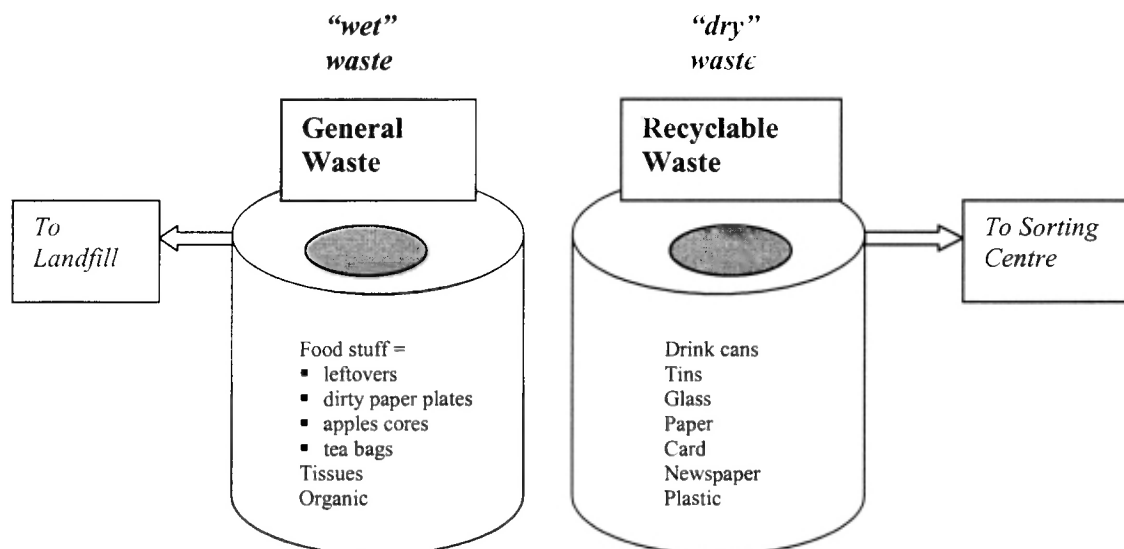 “wet”
waste
General
Waste
To
Landfill
Food stuff =
▪ leftovers
▪ dirty paper plates
▪ apples cores
▪ tea bags
Tissues
Organic
“dry”
waste
Recyclable
Waste
To Sorting
Centre
Drink cans
Tins
Glass
Paper
Card
Newspaper
Plastic